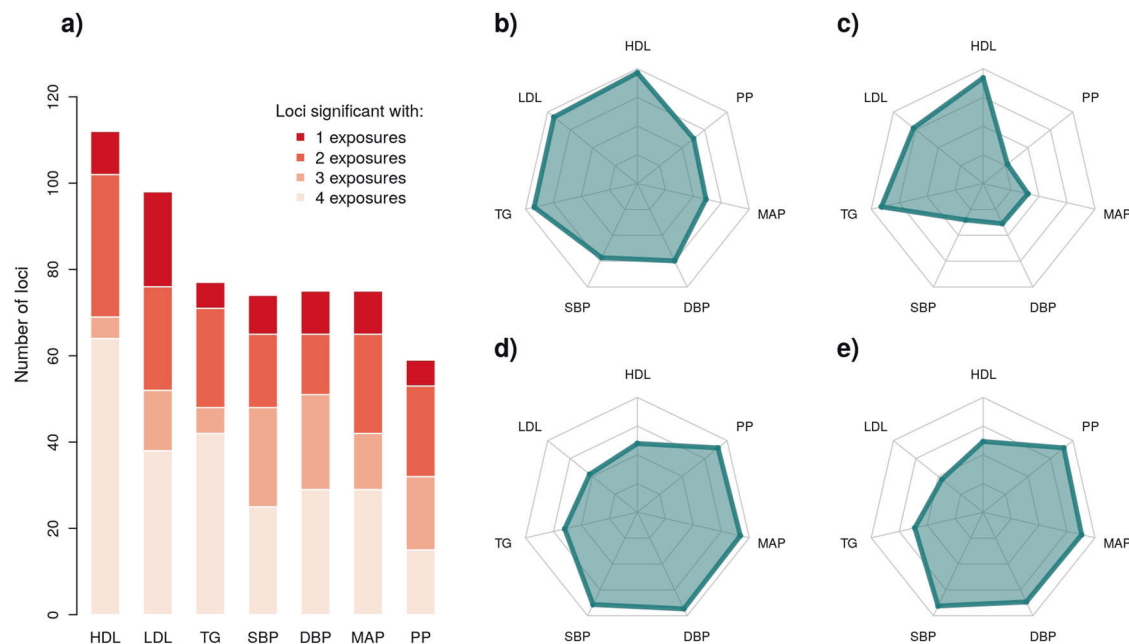 a)
Number of loci
0
20
40
60
80
100
120
Loci significant with:
1 exposures
2 exposures
3 exposures
4 exposures
HDL LDL TG SBP DBP MAP PP
b)
HDL
LDL
PP
TG
MAP
SBP
DBP
c)
HDL
LDL
PP
TG
MAP
SBP
DBP
d)
HDL
LDL
PP
TG
MAP
SBP
DBP
e)
HDL
LDL
PP
TG
MAP
SBP
DBP